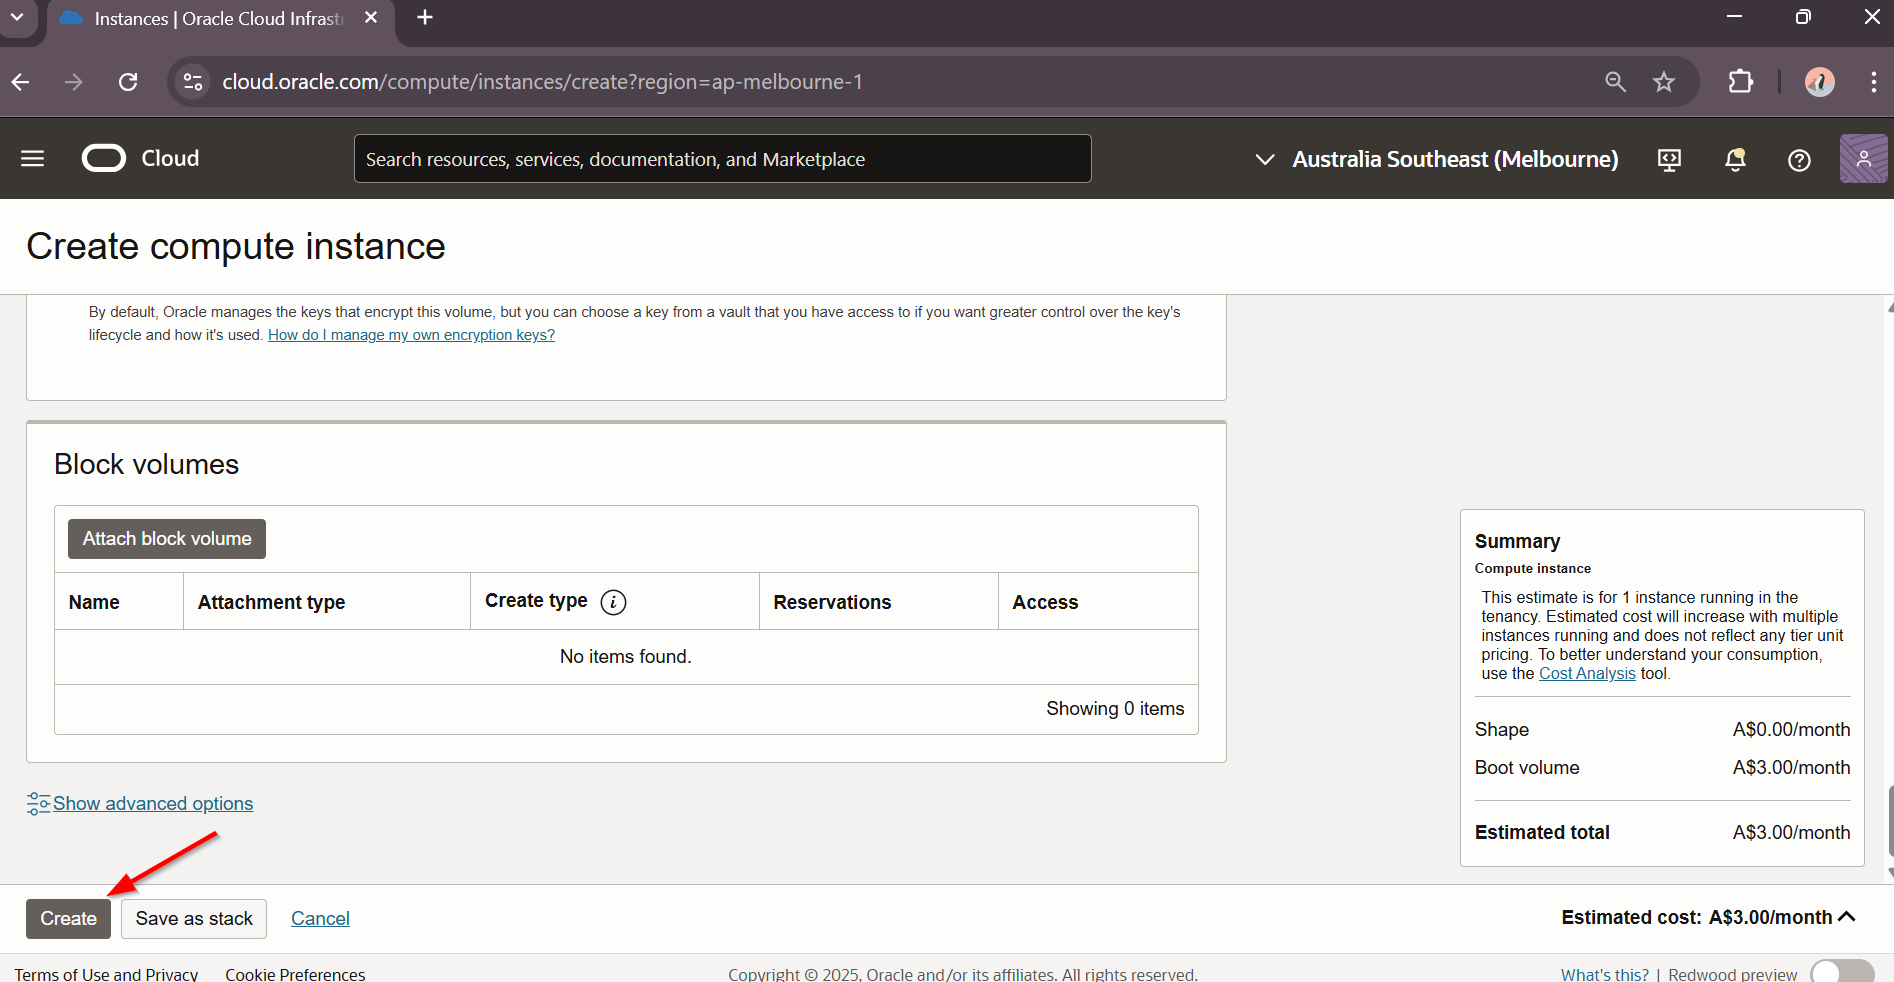 Instances | Oracle Cloud Infrastr
cloud.oracle.com/compute/instances/create?region=ap-melbourne-1
Cloud
Search resources, services, documentation, and Marketplace
Australia Southeast (Melbourne)
Create compute instance
By default, Oracle manages the keys that encrypt this volume, but you can choose a key from a vault that you have access to if you want greater control over the key's
lifecycle and how it's used. How do I manage my own encryption keys?
Block volumes
Attach block volume
Name Attachment type Create type i Reservations Access
No items found.
Showing 0 items
Show advanced options
Summary
Compute instance
This estimate is for 1 instance running in the
tenancy. Estimated cost will increase with multiple
instances running and does not reflect any tier unit
pricing. To better understand your consumption,
use the Cost Analysis tool.
Shape A$0.00/month
Boot volume A$3.00/month
Estimated total A$3.00/month
Create Save as stack Cancel
Estimated cost: A$3.00/month
Terms of Use and Privacy Cookie Preferences
Copyright © 2025, Oracle and/or its affiliates. All rights reserved.
What's this? | Redwood preview